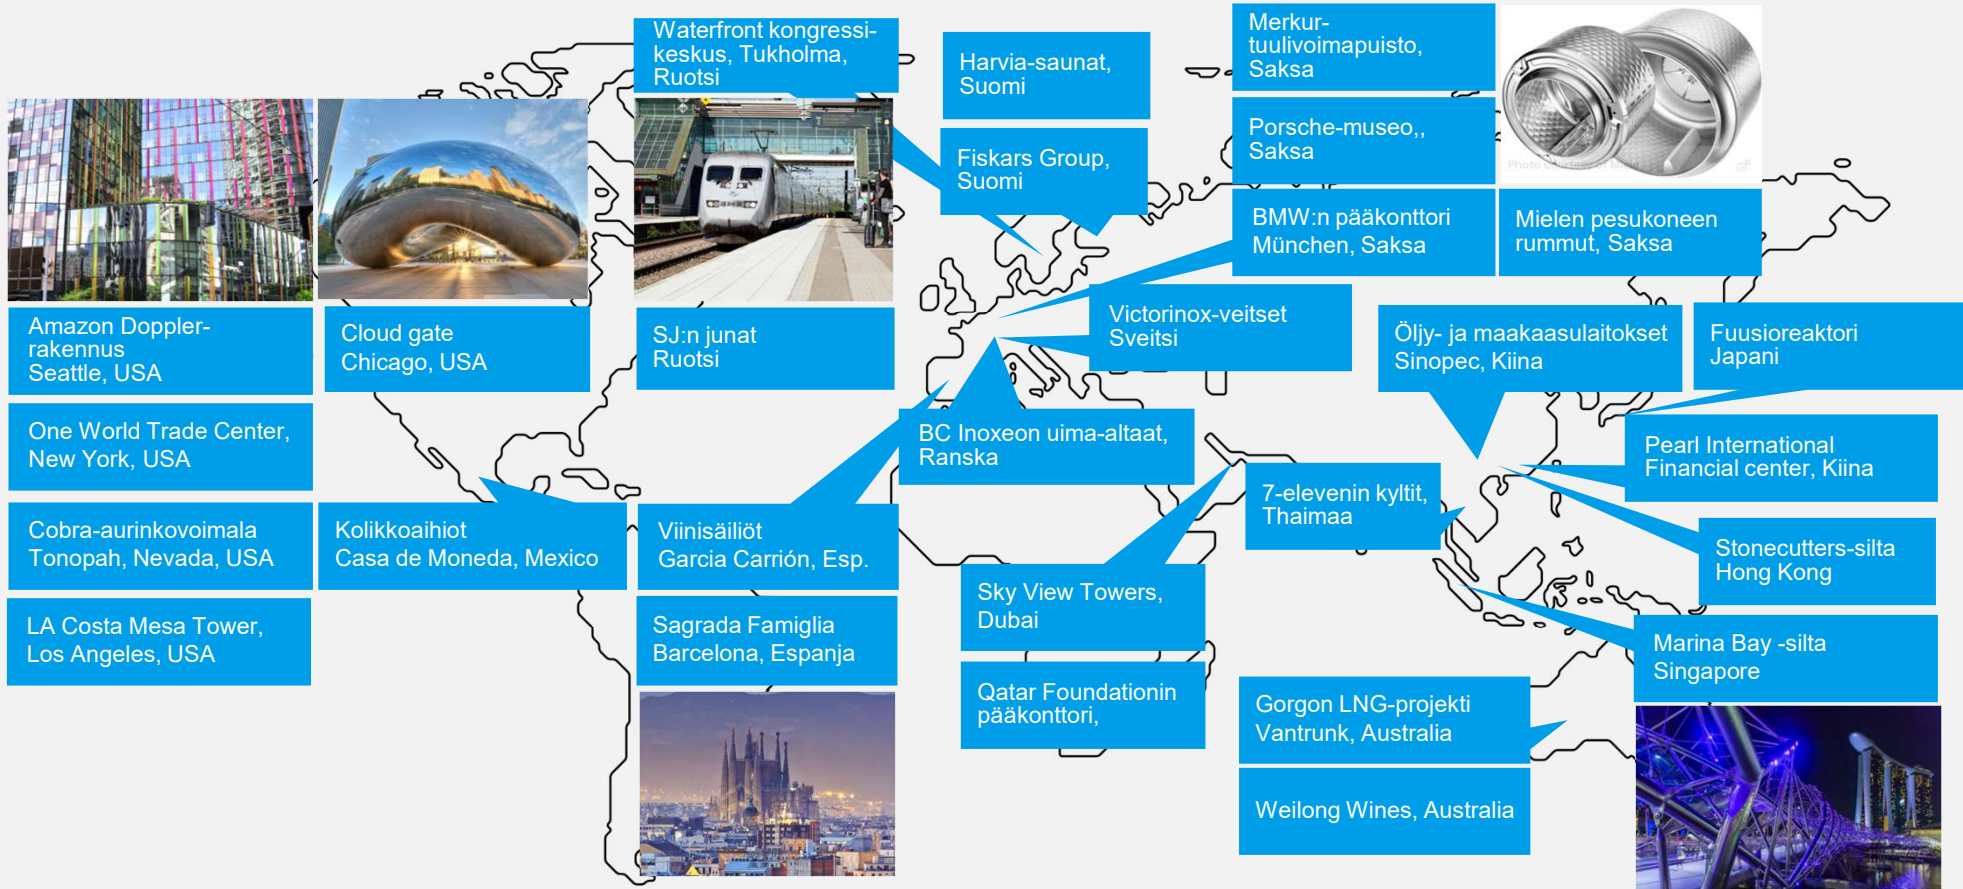 Waterfront kongressi-
keskus, Tukholma,
Ruotsi
Harvia-saunat,
Suomi
Fiskars Group,
Suomi
Merkur-
tuulivoimapuisto,
Saksa
Porsche-museo,,
Saksa
BMW:n pääkonttori
München, Saksa
Mielen pesukoneen
rummut, Saksa
Amazon Doppler-
rakennus
Seattle, USA
Cloud gate
Chicago, USA
SJ:n junat
Ruotsi
Victorinox-veitset
Sveitsi
Öljy- ja maakaasulaitokset
Sinopec, Kiina
Fuusioreaktori
Japani
One World Trade Center,
New York, USA
BC Inoxeon uima-altaat,
Ranska
Pearl International
Financial center, Kiina
Cobra-aurinkovoimala
Tonopah, Nevada, USA
Kolikkoaihiot
Casa de Moneda, Mexico
Viinisäiliöt
Garcia Carrión, Esp.
7-elevenin kyltit,
Thaimaa
Stonecutters-silta
Hong Kong
Sky View Towers,
Dubai
LA Costa Mesa Tower,
Los Angeles, USA
Sagrada Famiglia
Barcelona, Espanja
Marina Bay -silta
Singapore
Qatar Foundationin
pääkonttori,
Gorgon LNG-projekti
Vantrunk, Australia
Weilong Wines, Australia
Photo courtesy of